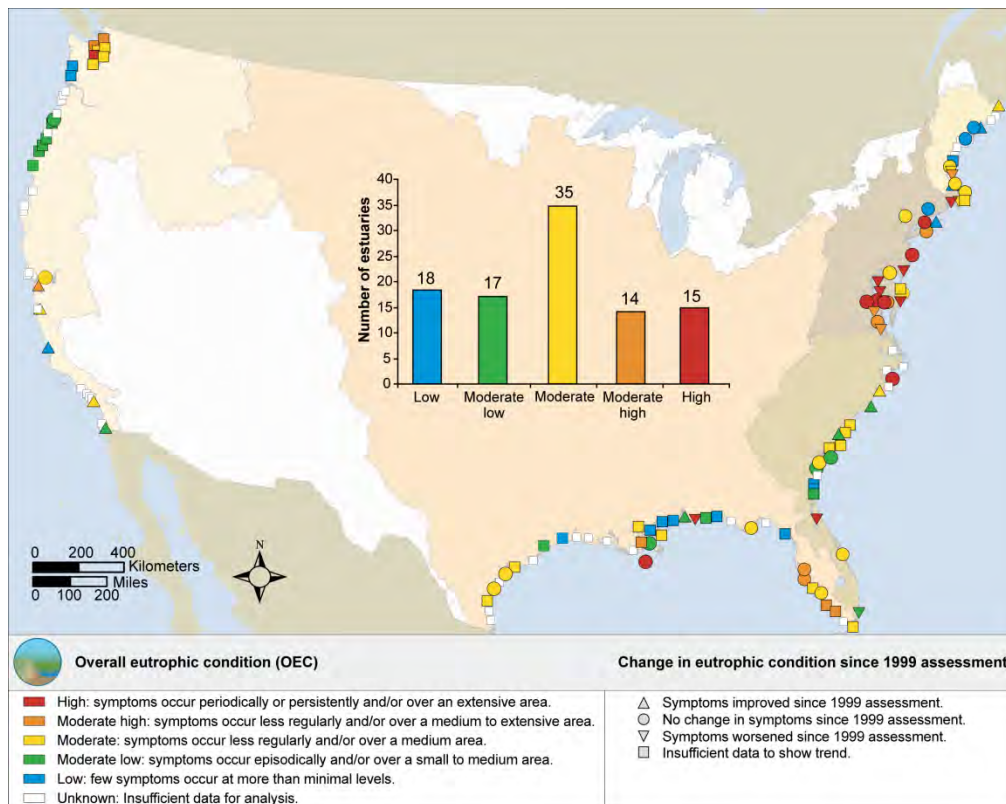 40
35
30
25
20
15
10
5
0
Number of estuaries
18
17
35
14
15
Low
Moderate low
Moderate
Moderate high
High
0 200 400
Kilometers
Miles
0 100 200
N
Overall eutrophic condition (OEC)
High: symptoms occur periodically or persistently and/or over an extensive area.
Moderate high: symptoms occur less regularly and/or over a medium to extensive area.
Moderate: symptoms occur less regularly and/or over a medium area.
Moderate low: symptoms occur episodically and/or over a small to medium area.
Low: few symptoms occur at more than minimal levels.
Unknown: Insufficient data for analysis.
Change in eutrophic condition since 1999 assessment
Symptoms improved since 1999 assessment.
No change in symptoms since 1999 assessment.
Symptoms worsened since 1999 assessment.
Insufficient data to show trend.